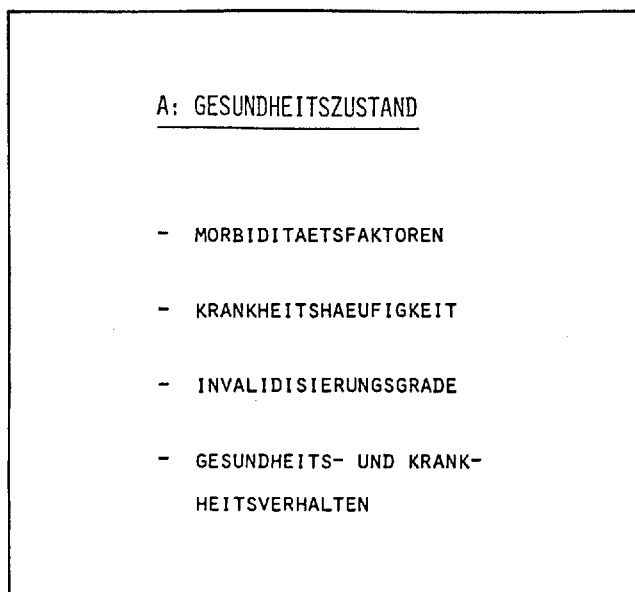 A: GESUNDHEITSZUSTAND
- MORBIDITAETSFAKTOREN
- KRANKHEITSHAEUFIGKEIT
- INVALIDISIERUNGSGRADE
- GESUNDHEITS- UND KRANK-
HEITSVERHALTEN